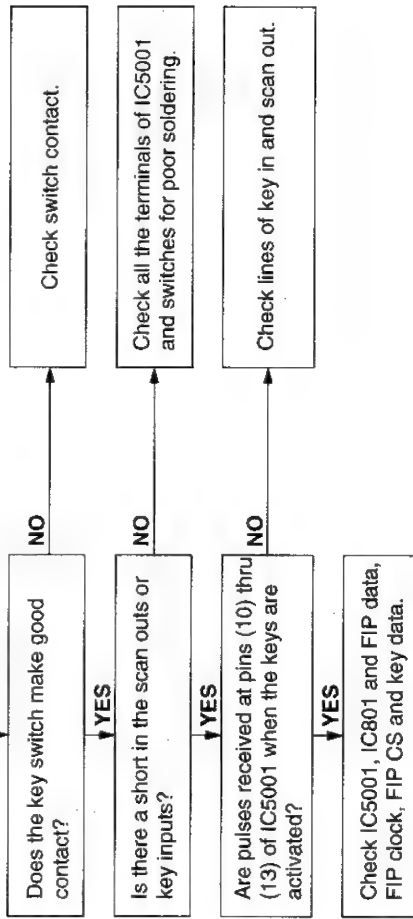 Does the key switch make good
contact?
NO
Check switch contact.
YES
Is there a short in the scan outs or
key inputs?
NO
Check all the terminals of IC5001
and switches for poor soldering.
YES
Are pulses received at pins (10) thru
(13) of IC5001 when the keys are
activated?
NO
Check lines of key in and scan out.
YES
Check IC5001, IC801 and FIP data,
FIP clock, FIP CS and key data.